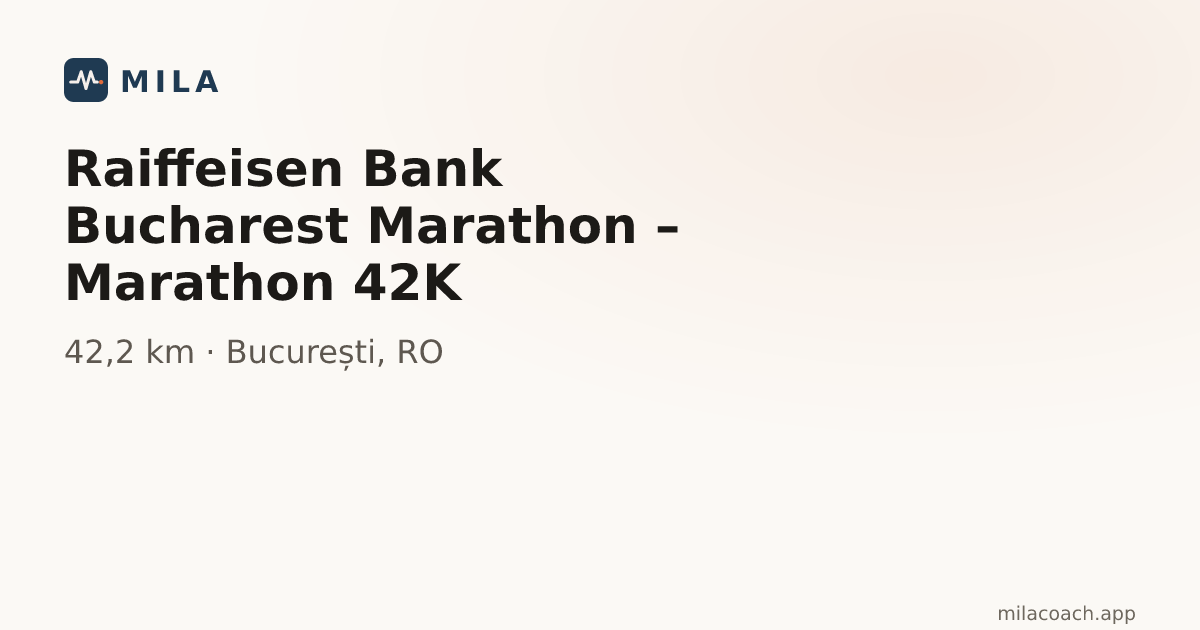 MILA
Raiffeisen Bank
Bucharest Marathon –
Marathon 42K
42,2 km · București, RO
milacoach.app